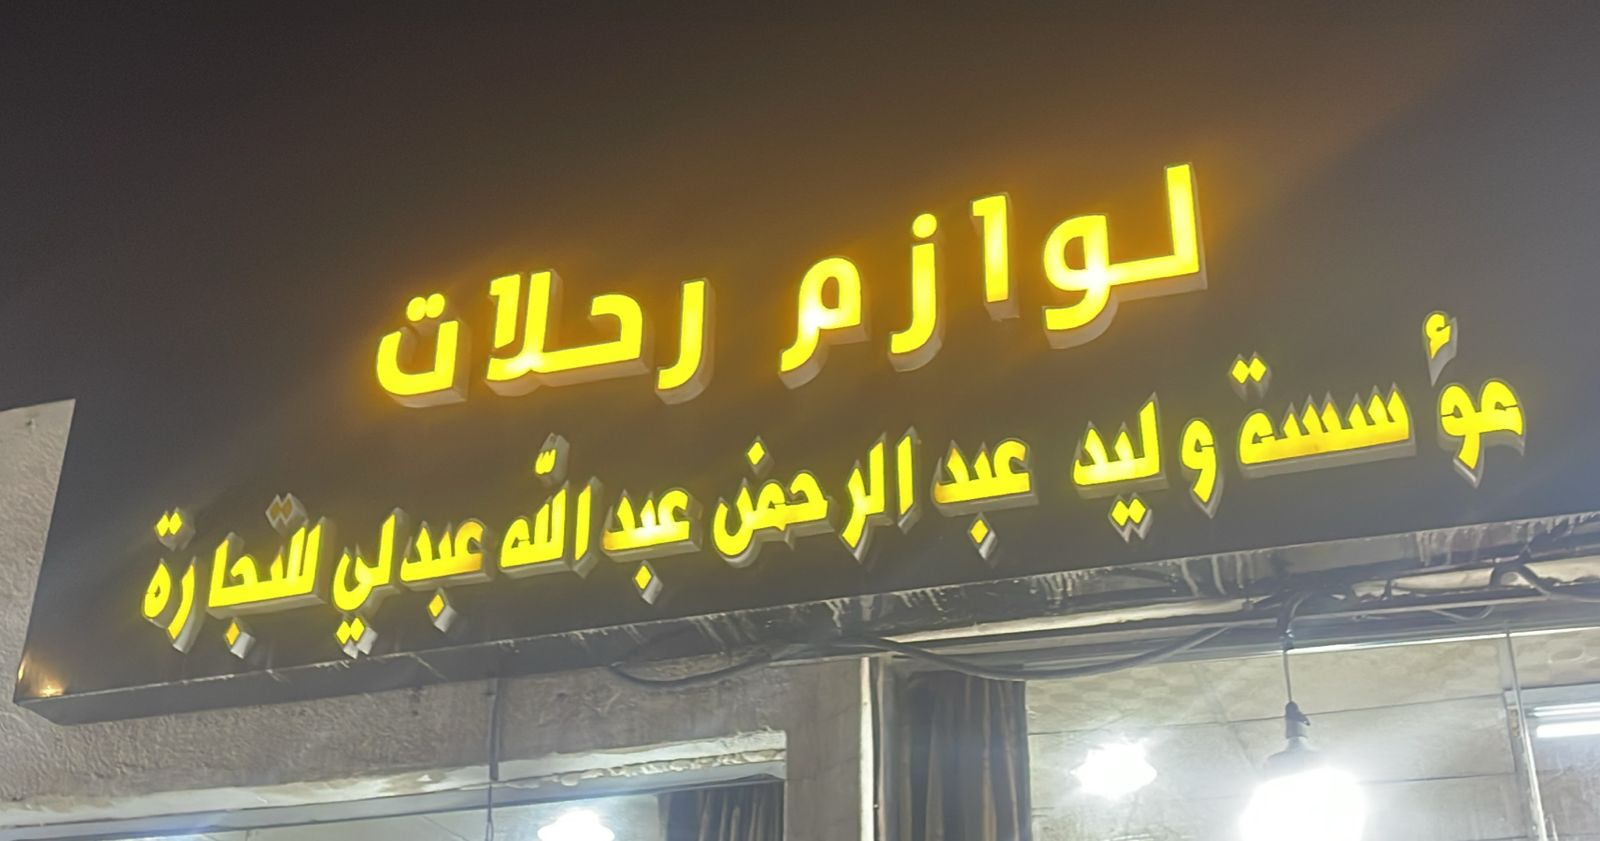 لوازم رحلات
مؤسسة وليد عبد الرحمن عبد الله عبدلي للتجارة